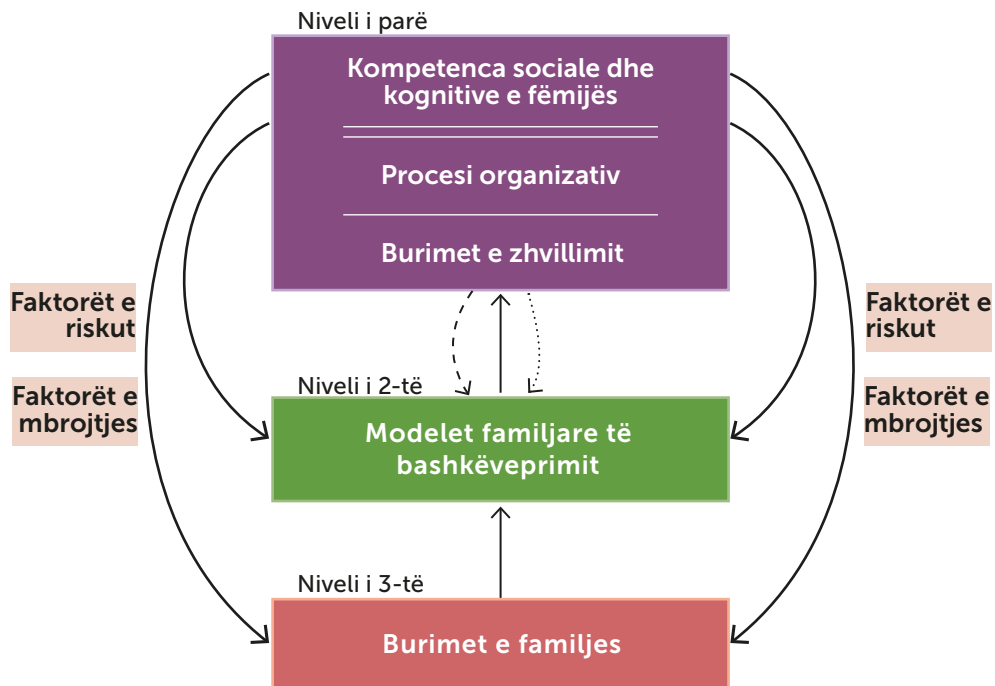 Niveli i parë
Kompetenca sociale dhe
kognitive e fëmijës
Procesi organizativ
Burimet e zhvillimit
Faktorët e
riskut
Faktorët e
mbrojtjes
Faktorët e
riskut
Faktorët e
mbrojtjes
Niveli i 2-të
Modelet familjare të
bashkëveprimit
Niveli i 3-të
Burimet e familjes